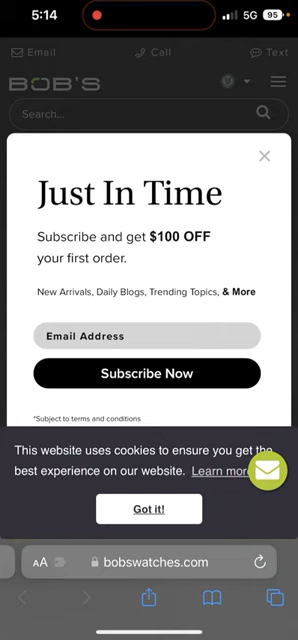 5:14
5G
95
Email
Call
Text
BOB'S
Search...
Just In Time
Subscribe and get $100 OFF
your first order.
New Arrivals, Daily Blogs, Trending Topics, & More
Email Address
Subscribe Now
*Subject to terms and conditions
This website uses cookies to ensure you get the
best experience on our website. Learn more
Got it!
AA
bobswatches.com